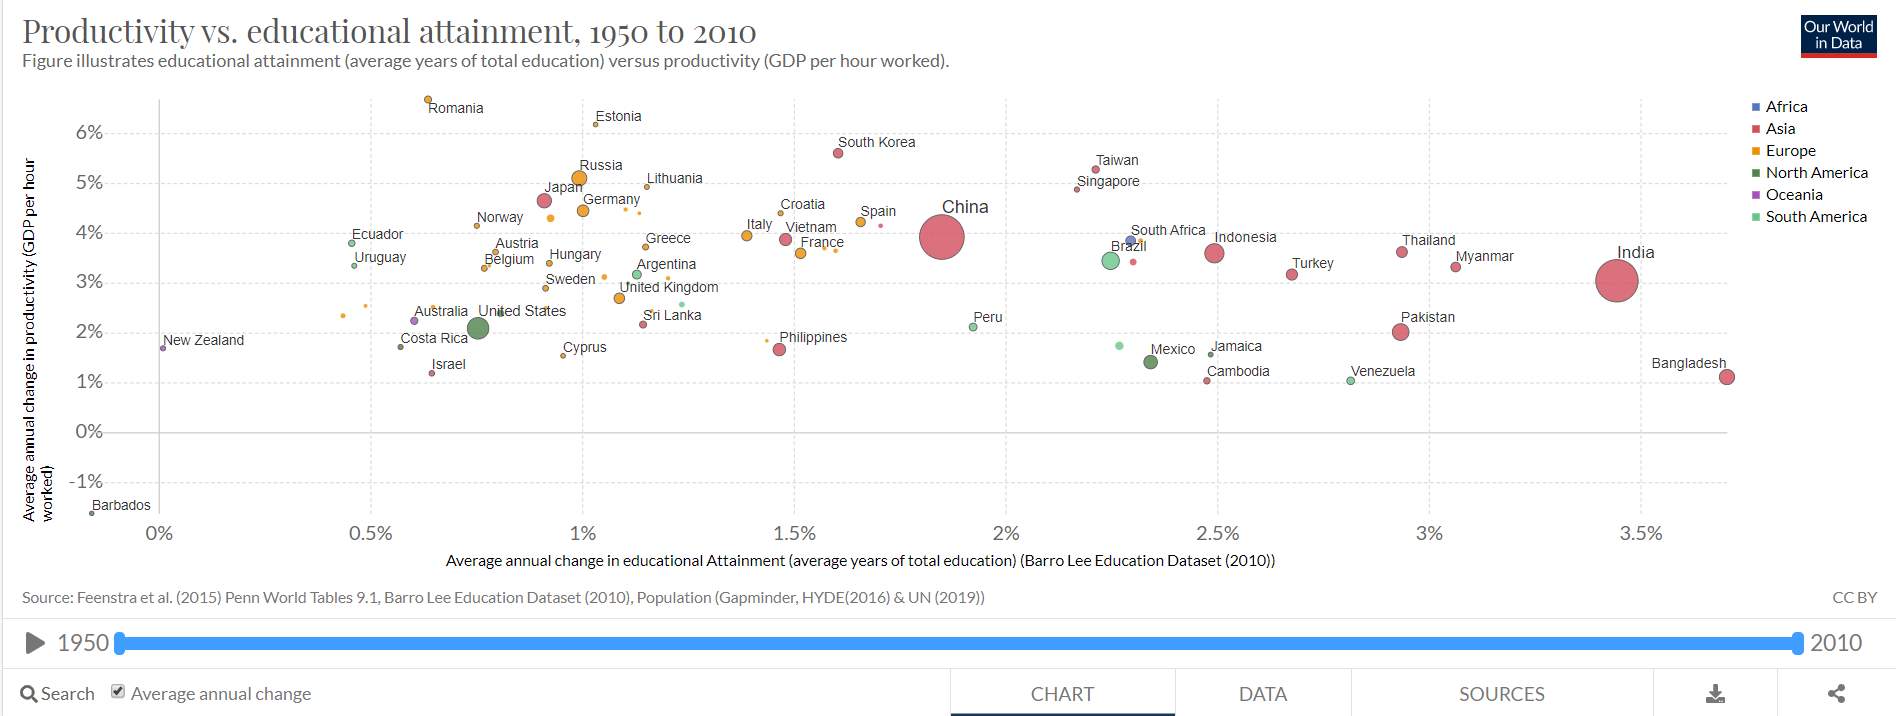 Productivity vs. educational attainment, 1950 to 2010
Figure illustrates educational attainment (average years of total education) versus productivity (GDP per hour worked).
Our World
in Data
Average annual change in productivity (GDP per hour
worked)
6%
5%
4%
3%
2%
1%
0%
-1%
Romania
Estonia
South Korea
Russia
Taiwan
Lithuania
Singapore
Japan
Germany
Croatia
Spain
China
Norway
Italy
Vietnam
South Africa
Ecuador
Austria
Greece
France
Brazil
Indonesia
Thailand
Uruguay
Belgium
Hungary
Argentina
Turkey
Myanmar
India
Sweden
United Kingdom
Australia
United States
Sri Lanka
Peru
Pakistan
New Zealand
Costa Rica
Cyprus
Philippines
Mexico
Jamaica
Israel
Cambodia
Venezuela
Bangladesh
Barbados
0%
0.5%
1%
1.5%
2%
2.5%
3%
3.5%
Average annual change in educational Attainment (average years of total education) (Barro Lee Education Dataset (2010))
Africa
Asia
Europe
North America
Oceania
South America
Source: Feenstra et al. (2015) Penn World Tables 9.1, Barro Lee Education Dataset (2010), Population (Gapminder, HYDE(2016) & UN (2019))
CC BY
1950
2010
Search
Average annual change
CHART
DATA
SOURCES